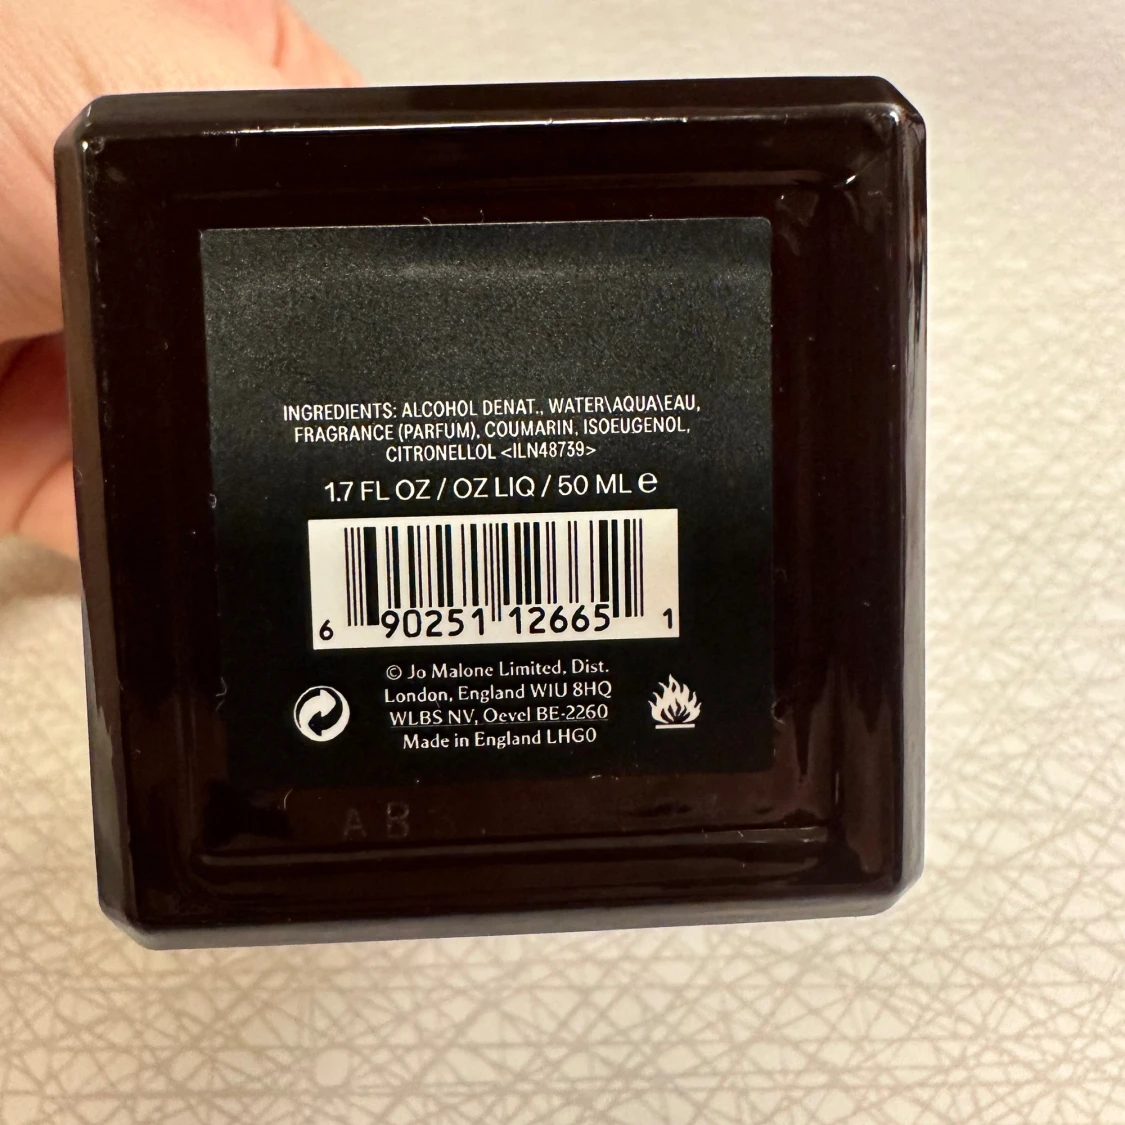 INGREDIENTS: ALCOHOL DENAT., WATER\AQUA\EAU,
FRAGRANCE (PARFUM), COUMARIN, ISOEUGENOL,
CITRONELLOL <ILN48739>
1.7 FL OZ / OZ LIQ / 50 ML e
6 90251 12665 1
© Jo Malone Limited, Dist.
London, England W1U 8HQ
WLBS NV, Oevel BE-2260
Made in England LHG0
AB